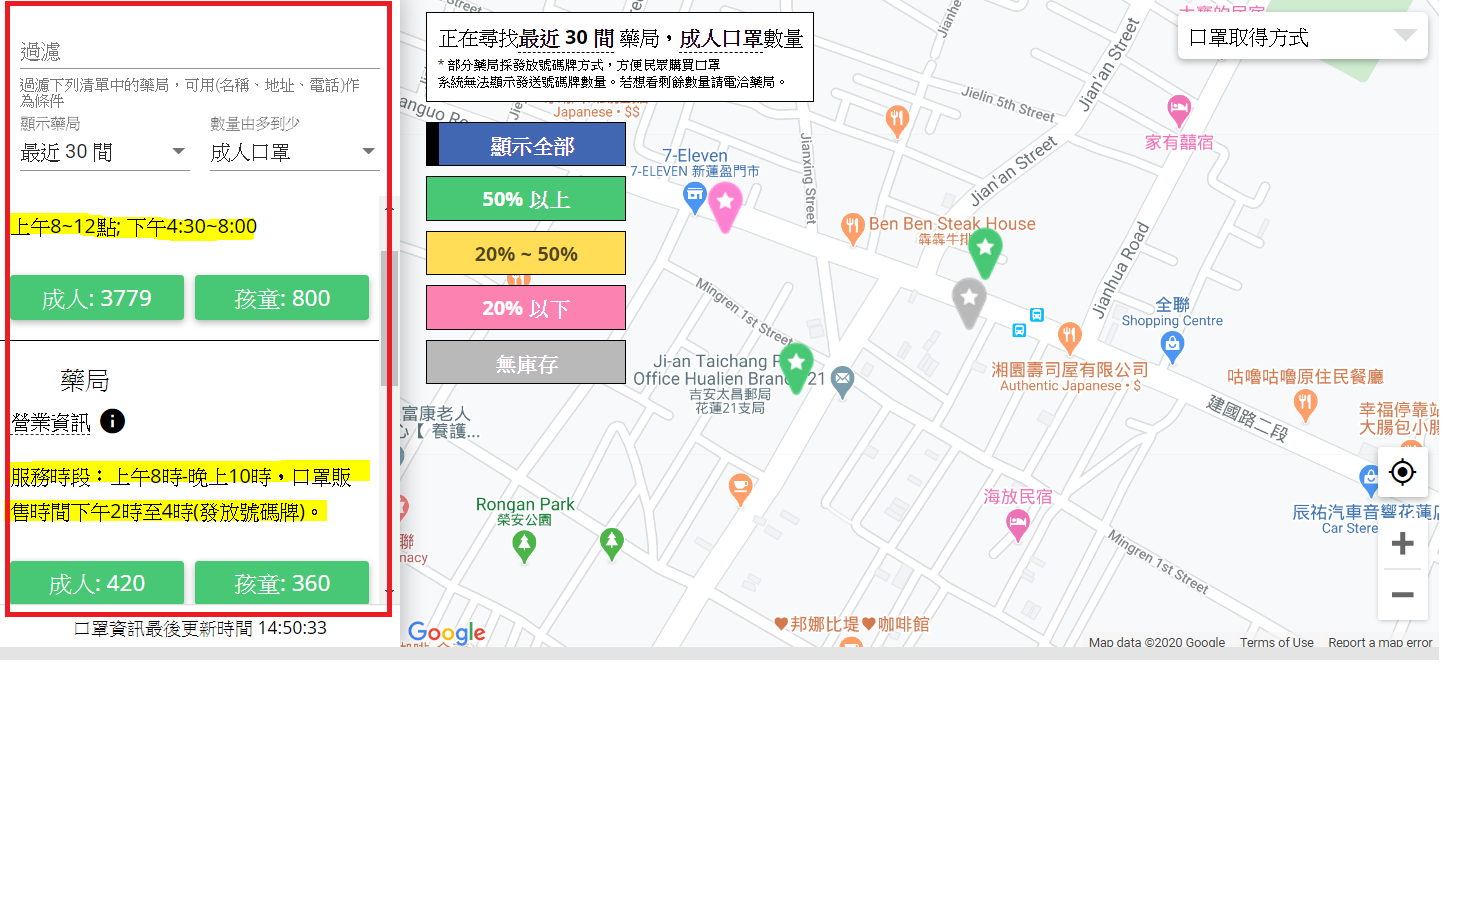 過濾
過濾下列清單中的藥局，可用(名稱、地址、電話)作
為條件
顯示藥局
數量由多到少
最近 30 間
成人口罩
上午8~12點; 下午4:30~8:00
成人: 3779
孩童: 800
藥局
營業資訊
服務時段：上午8時-晚上10時，口罩販
售時間下午2時至4時(發放號碼牌)。
成人: 420
孩童: 360
口罩資訊最後更新時間 14:50:33
正在尋找最近 30 間 藥局，成人口罩數量
* 部分藥局採發放號碼牌方式，方便民眾購買口罩
系統無法顯示發送號碼牌數量。若想看剩餘數量請電洽藥局。
顯示全部
50% 以上
20% ~ 50%
20% 以下
無庫存
口罩取得方式
Japanese • $$
7-Eleven
7-ELEVEN 新蓮盈門市
Jianxing Street
Jielin 5th Street
Jian'an Street
Jian'an Street
家有囍宿
Ben Ben Steak House
犇犇牛排
Jianhua Road
Mingren 1st Street
全聯
Shopping Centre
Ji-an Taichang P
Office Hualien Branch 21
吉安太昌郵局
花蓮21支局
湘園壽司屋有限公司
Authentic Japanese • $
咕嚕咕嚕原住民餐廳
建國路二段
幸福停靠站
大腸包小腸
富康老人
心【 養護...
Rongan Park
榮安公園
海放民宿
辰祐汽車音響花蓮店
Car Stere
聯
macy
Mingren 1st Street
♥邦娜比堤♥咖啡館
Google
Map data ©2020 Google
Terms of Use
Report a map error